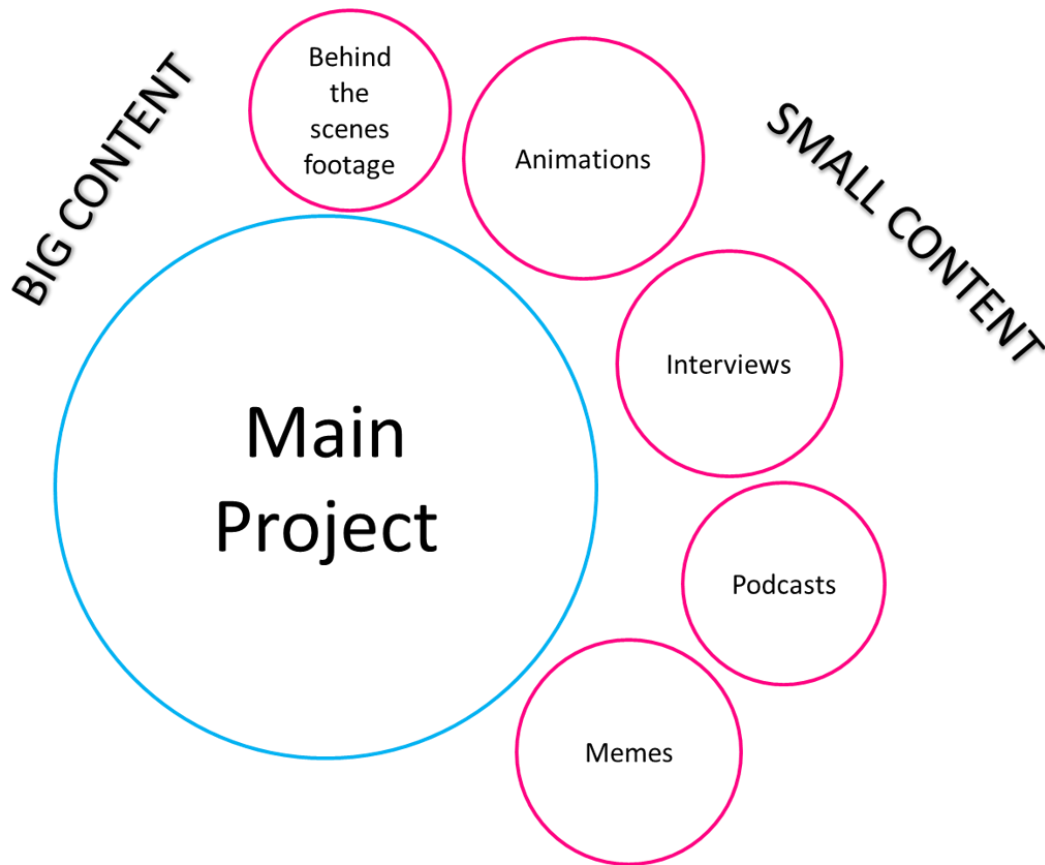 BIG CONTENT
SMALL CONTENT
Behind
the
scenes
footage
Animations
Interviews
Main
Project
Podcasts
Memes